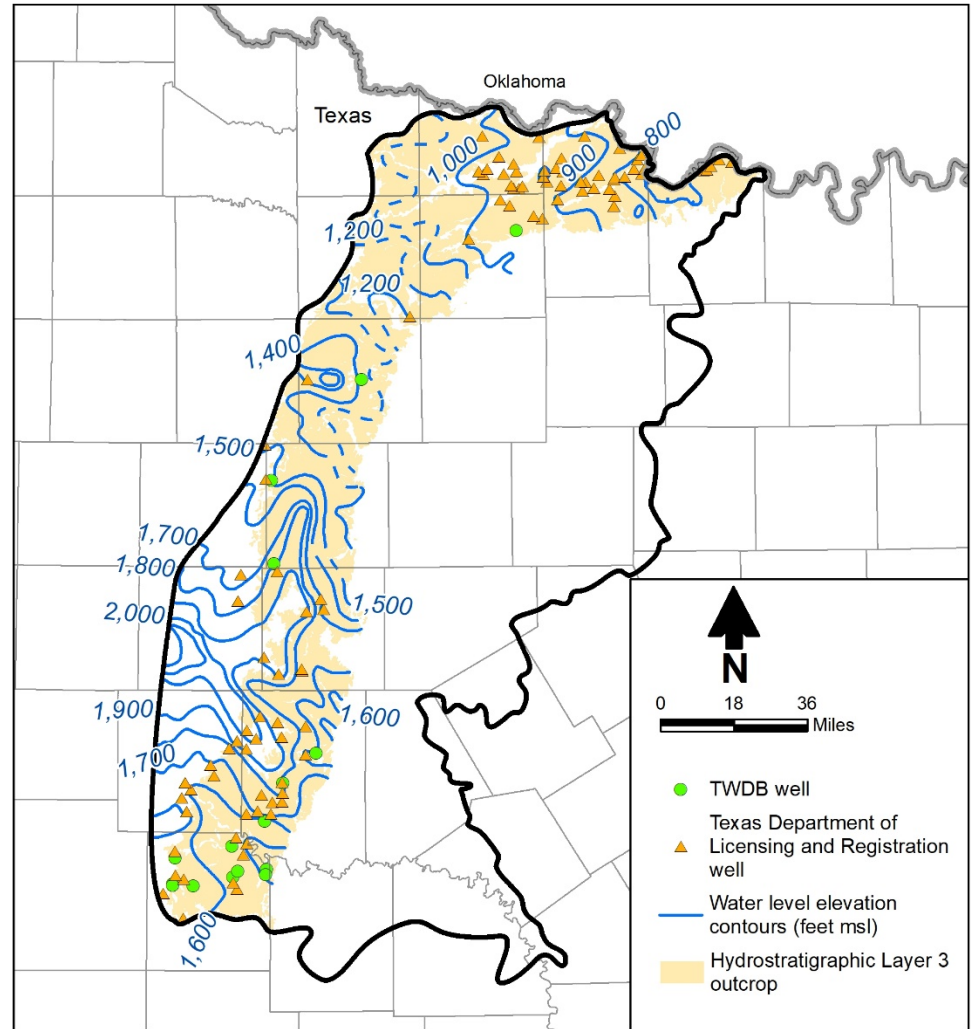 Oklahoma
Texas
800
1,000
900
1,200
1,200
1,400
1,500
1,700
1,800
2,000
1,500
1,900
1,600
1,700
1,600
N
0 18 36
Miles
TWDB well
Texas Department of
Licensing and Registration
well
Water level elevation
contours (feet msl)
Hydrostratigraphic Layer 3
outcrop